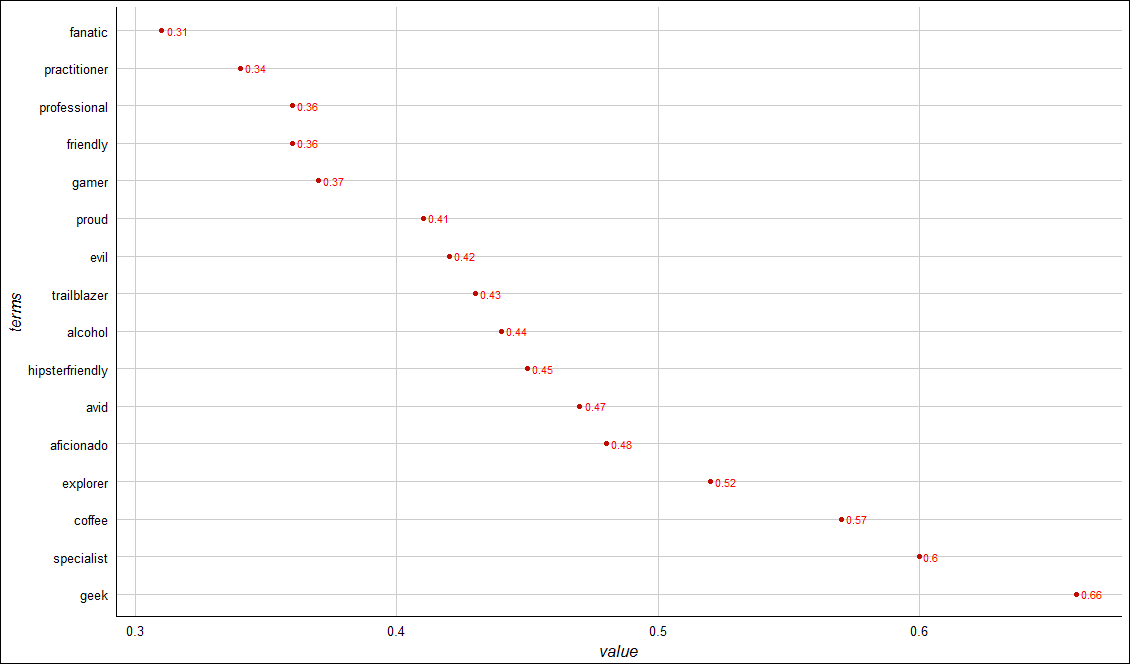 fanatic 0.31
practitioner 0.34
professional 0.36
friendly 0.36
gamer 0.37
proud 0.41
evil 0.42
trailblazer 0.43
terms
alcohol 0.44
hipsterfriendly 0.45
avid 0.47
aficionado 0.48
explorer 0.52
coffee 0.57
specialist 0.6
geek 0.66
0.3 0.4 0.5 0.6
value